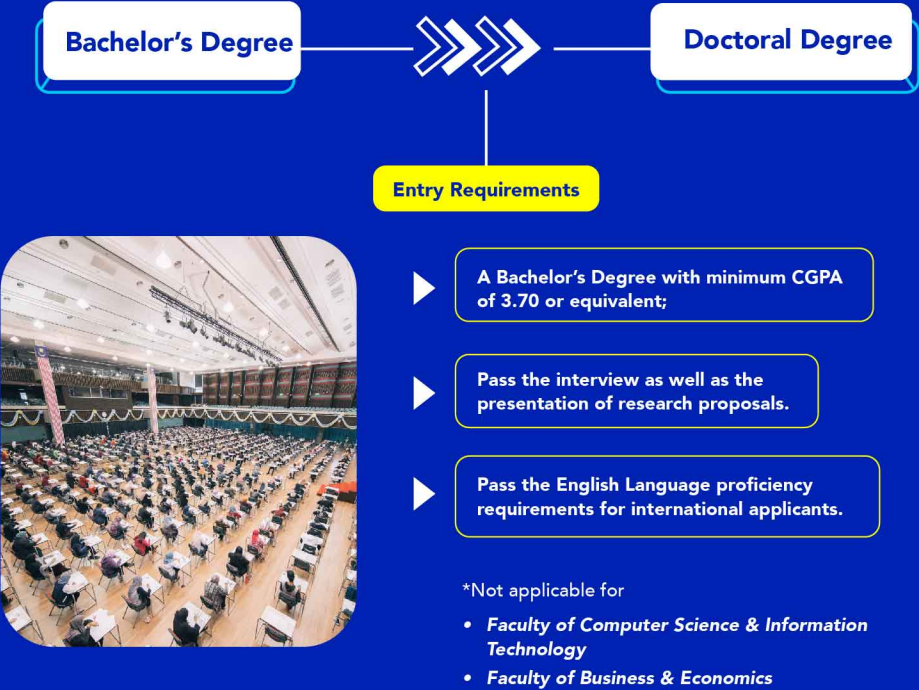 Bachelor's Degree
Doctoral Degree
Entry Requirements
A Bachelor's Degree with minimum CGPA
of 3.70 or equivalent;
Pass the interview as well as the
presentation of research proposals.
Pass the English Language proficiency
requirements for international applicants.
*Not applicable for
• Faculty of Computer Science & Information
Technology
• Faculty of Business & Economics